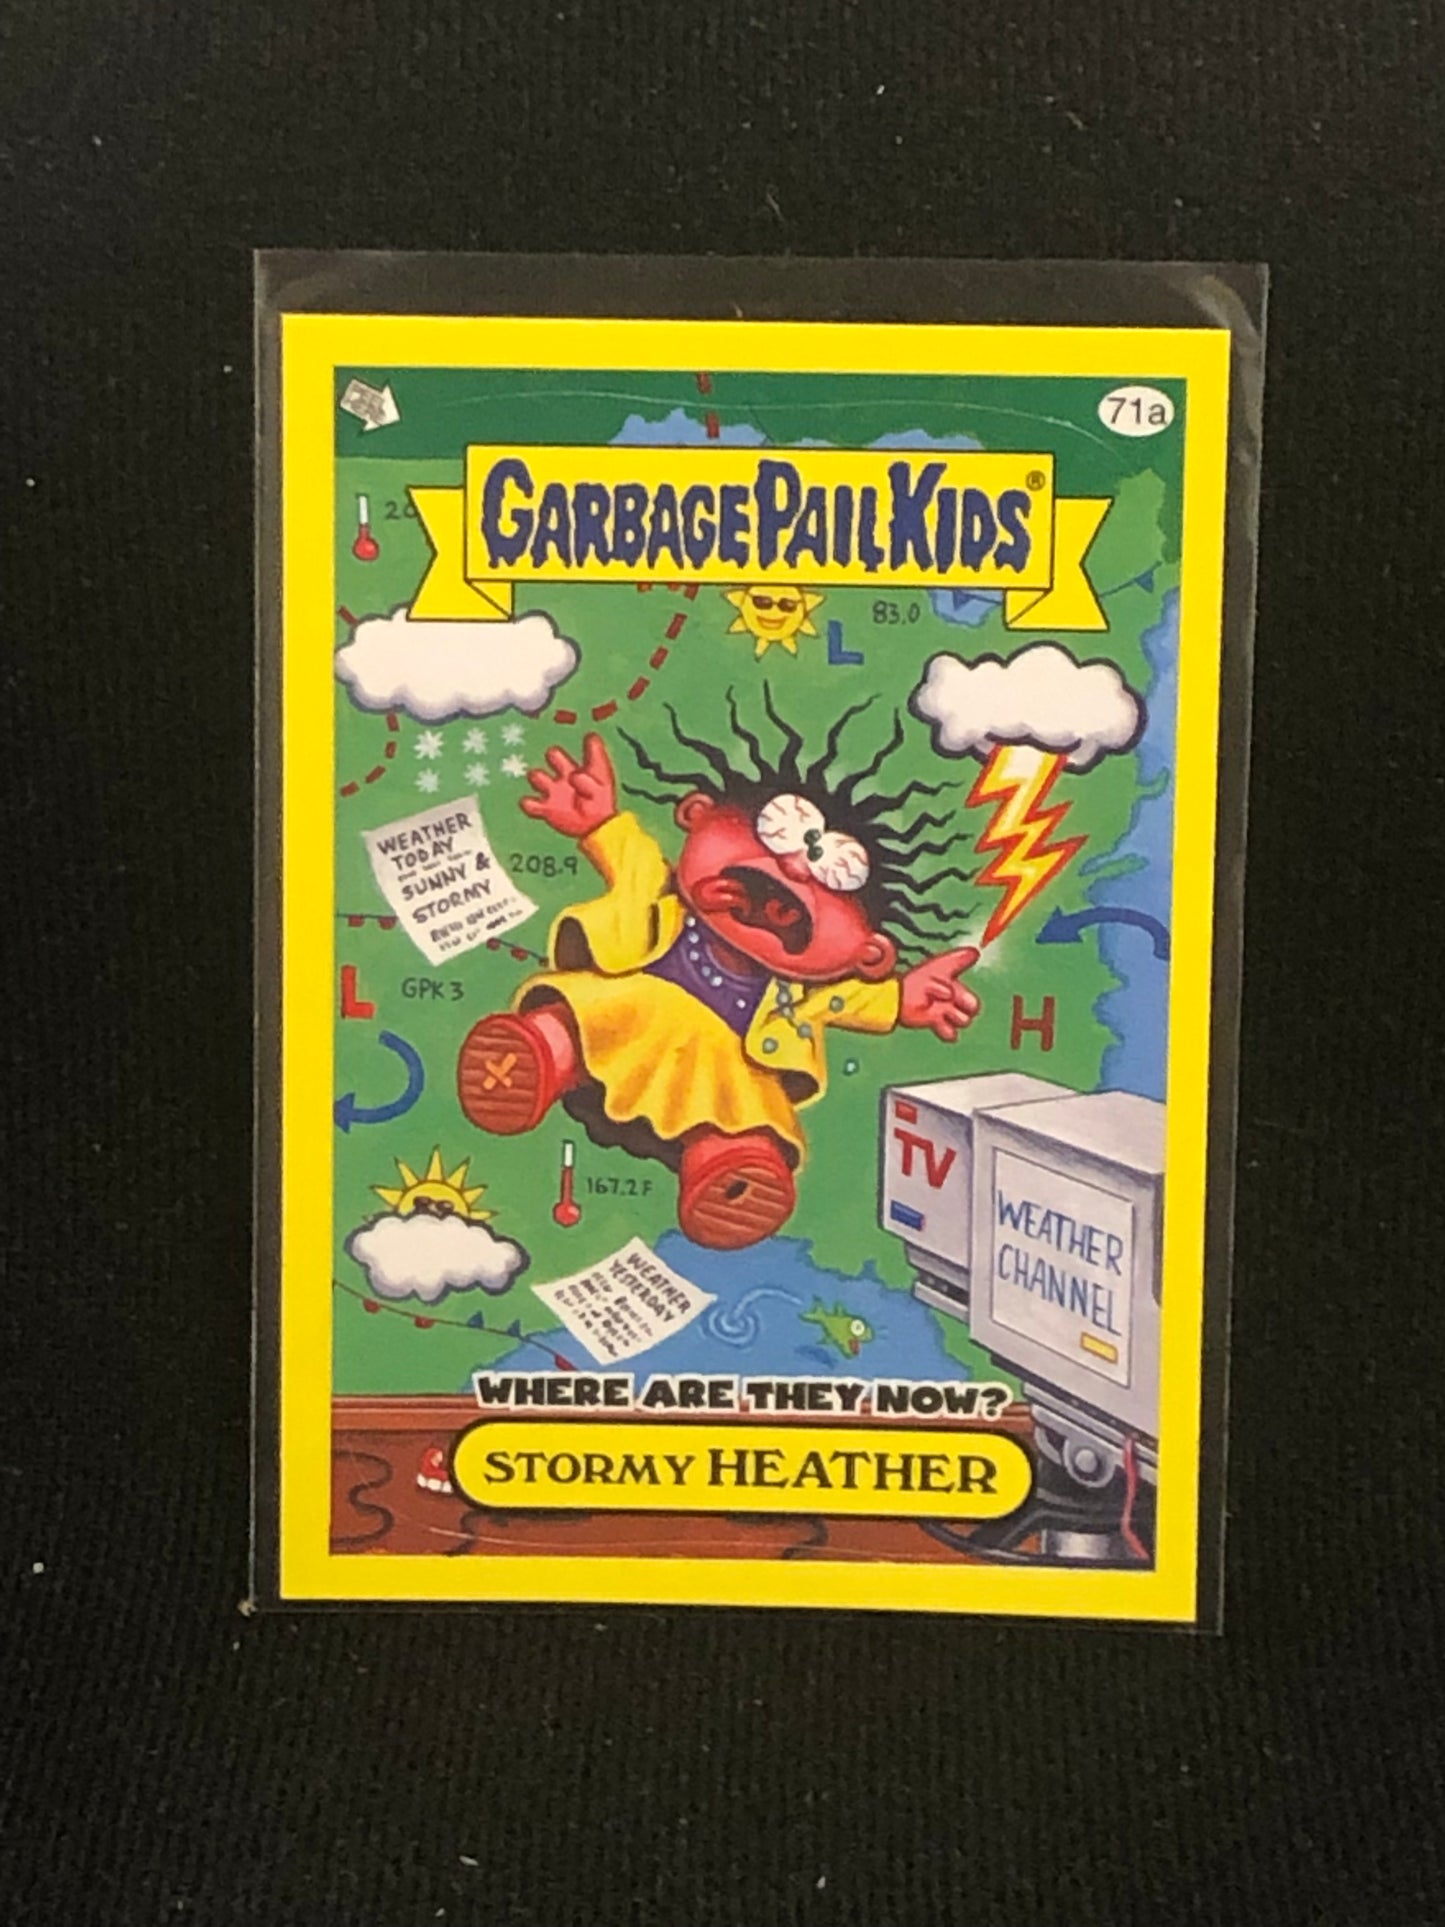 71a
GARBAGE PAIL KIDS®
83.0
L
WEATHER
TODAY
SUNNY &
STORMY
208.9
L
GPK 3
H
TV
WEATHER
CHANNEL
167.2 F
WEATHER
YESTERDAY
WHERE ARE THEY NOW?
STORMY HEATHER